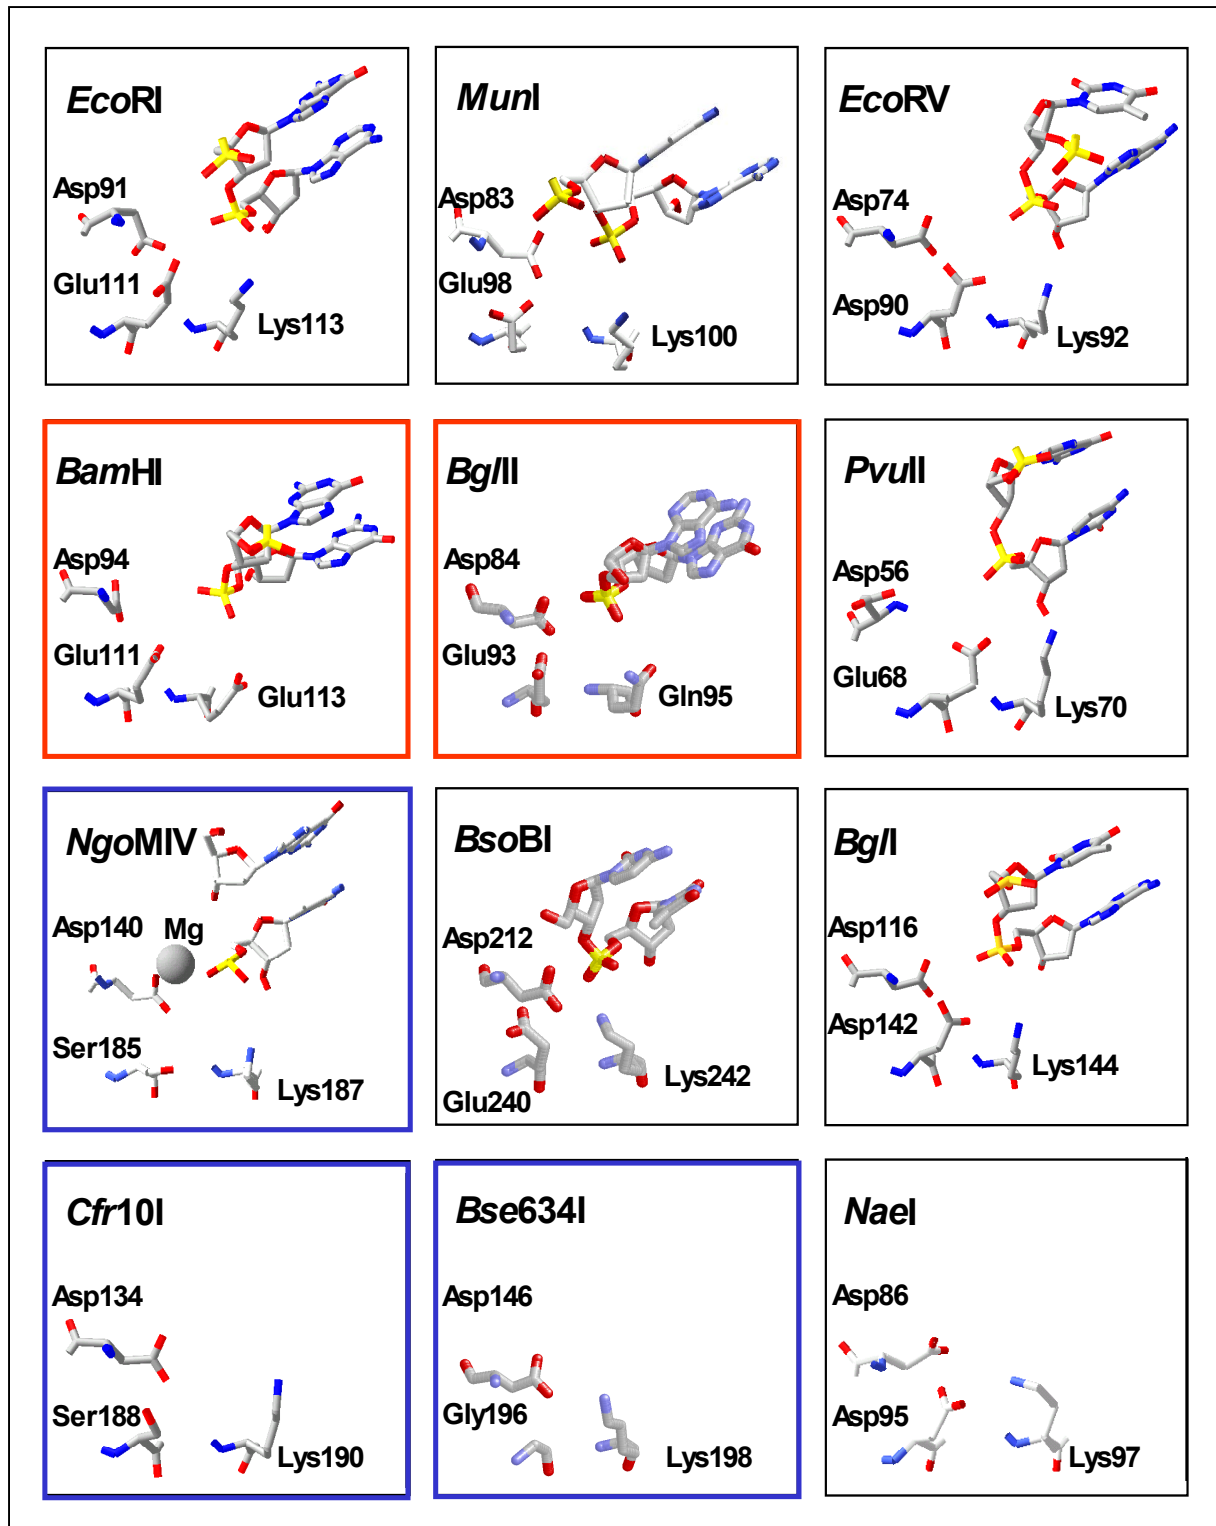 EcoRI
Asp91
Glu111
Lys113
MunI
Asp83
Glu98
Lys100
EcoRV
Asp74
Asp90
Lys92
BamHI
Asp94
Glu111
Glu113
BglII
Asp84
Glu93
Gln95
PvuII
Asp56
Glu68
Lys70
NgoMIV
Asp140
Mg
Ser185
Lys187
BsoBI
Asp212
Lys242
Glu240
BglI
Asp116
Asp142
Lys144
Cfr10I
Asp134
Ser188
Lys190
Bse634I
Asp146
Gly196
Lys198
NaeI
Asp86
Asp95
Lys97